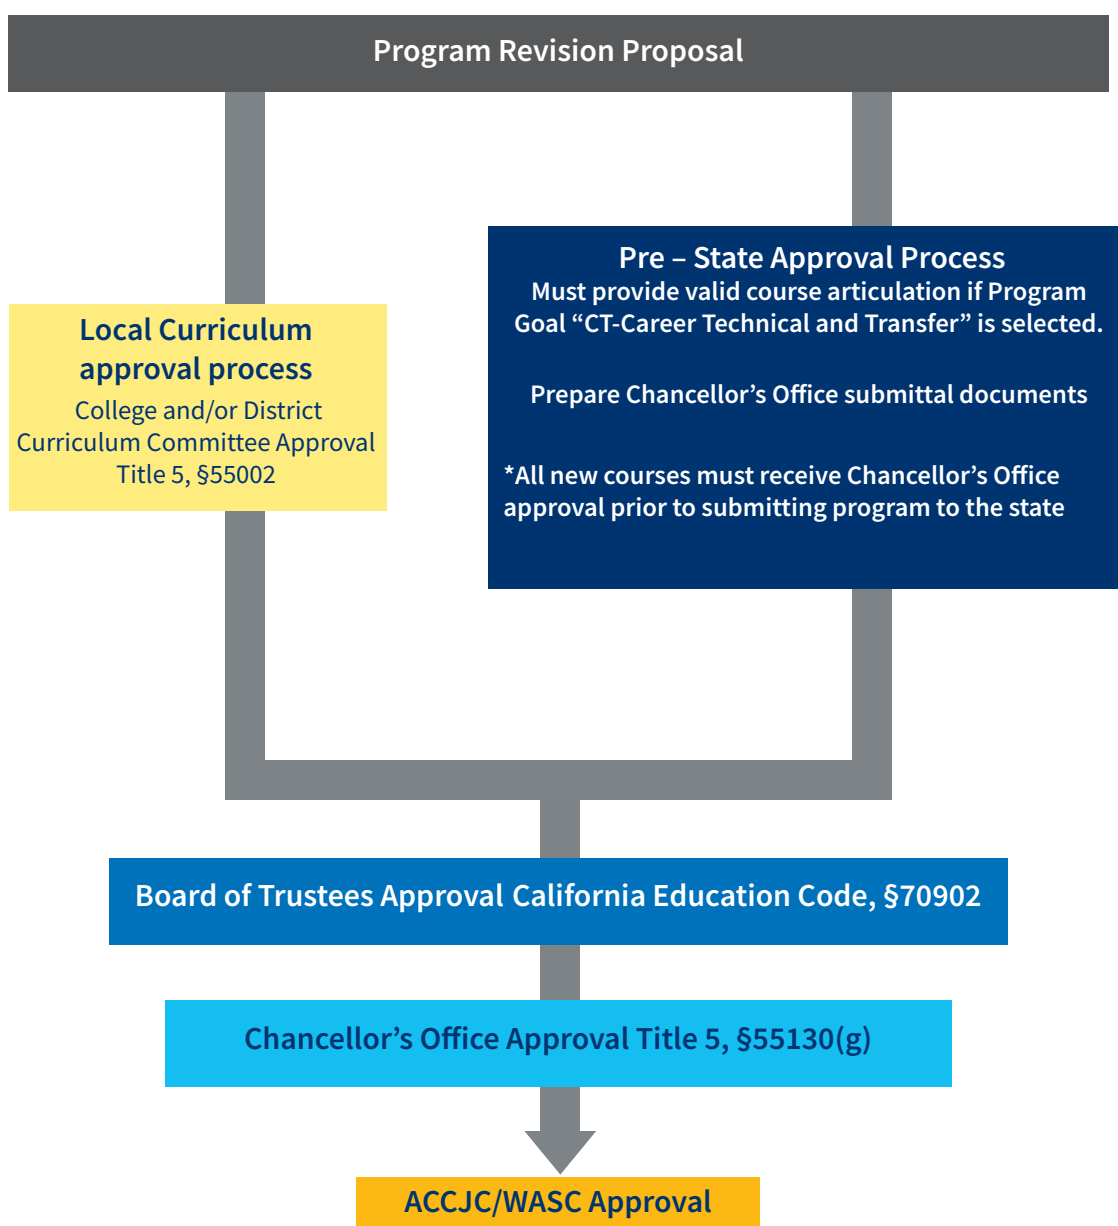 Program Revision Proposal
Local Curriculum
approval process
College and/or District
Curriculum Committee Approval
Title 5, §55002
Pre – State Approval Process
Must provide valid course articulation if Program
Goal “CT-Career Technical and Transfer” is selected.
Prepare Chancellor’s Office submittal documents
*All new courses must receive Chancellor’s Office
approval prior to submitting program to the state
Board of Trustees Approval California Education Code, §70902
Chancellor’s Office Approval Title 5, §55130(g)
ACCJC/WASC Approval